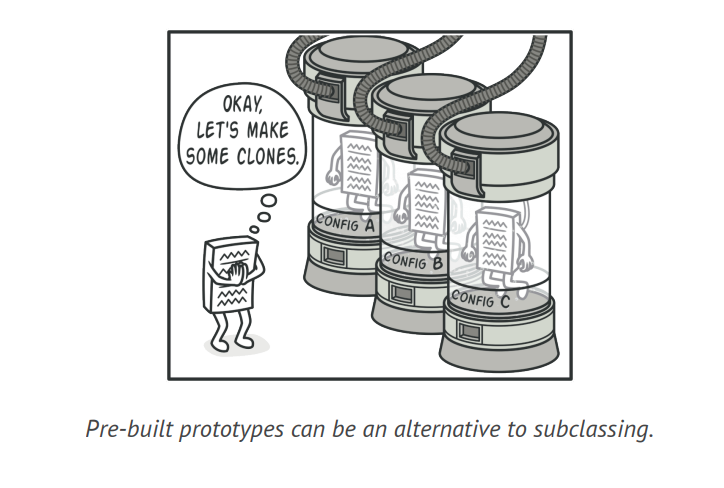 OKAY,
LET'S MAKE
SOME CLONES.
CONFIG A
CONFIG B
CONFIG C
Pre-built prototypes can be an alternative to subclassing.